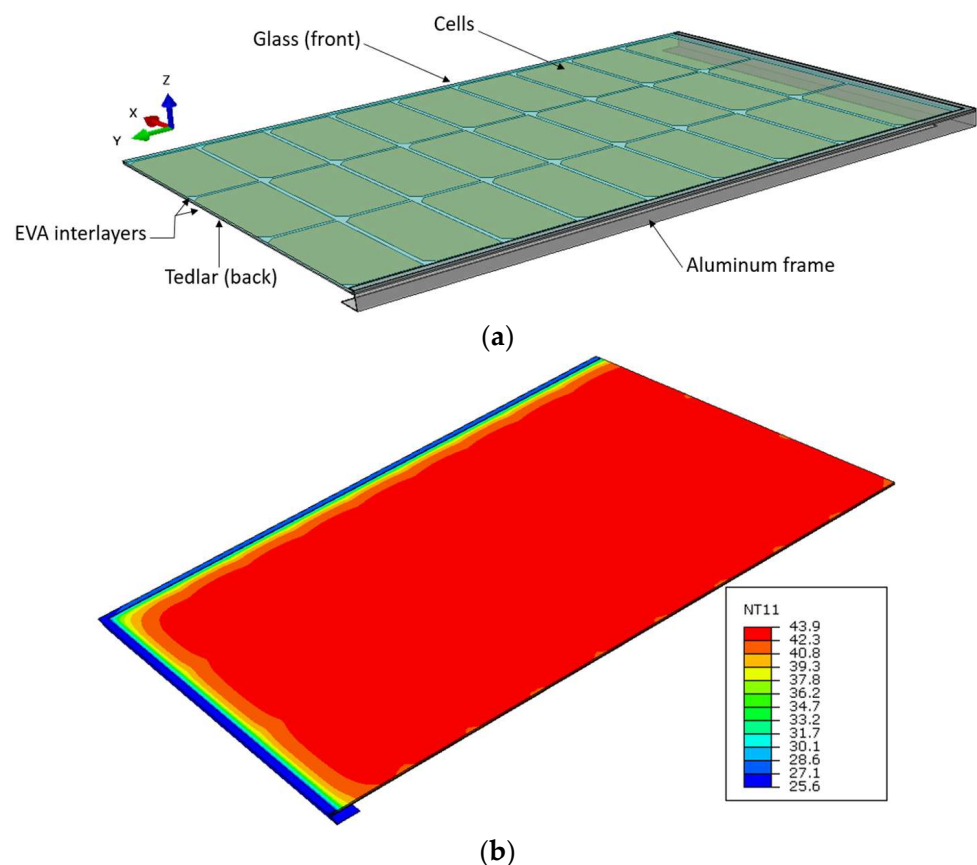 Cells
Glass (front)
Z
X
Y
EVA interlayers
Tedlar (back)
Aluminum frame
(a)
NT11
43.9
42.3
40.8
39.3
37.8
36.2
34.7
33.2
31.7
30.1
28.6
27.1
25.6
(b)